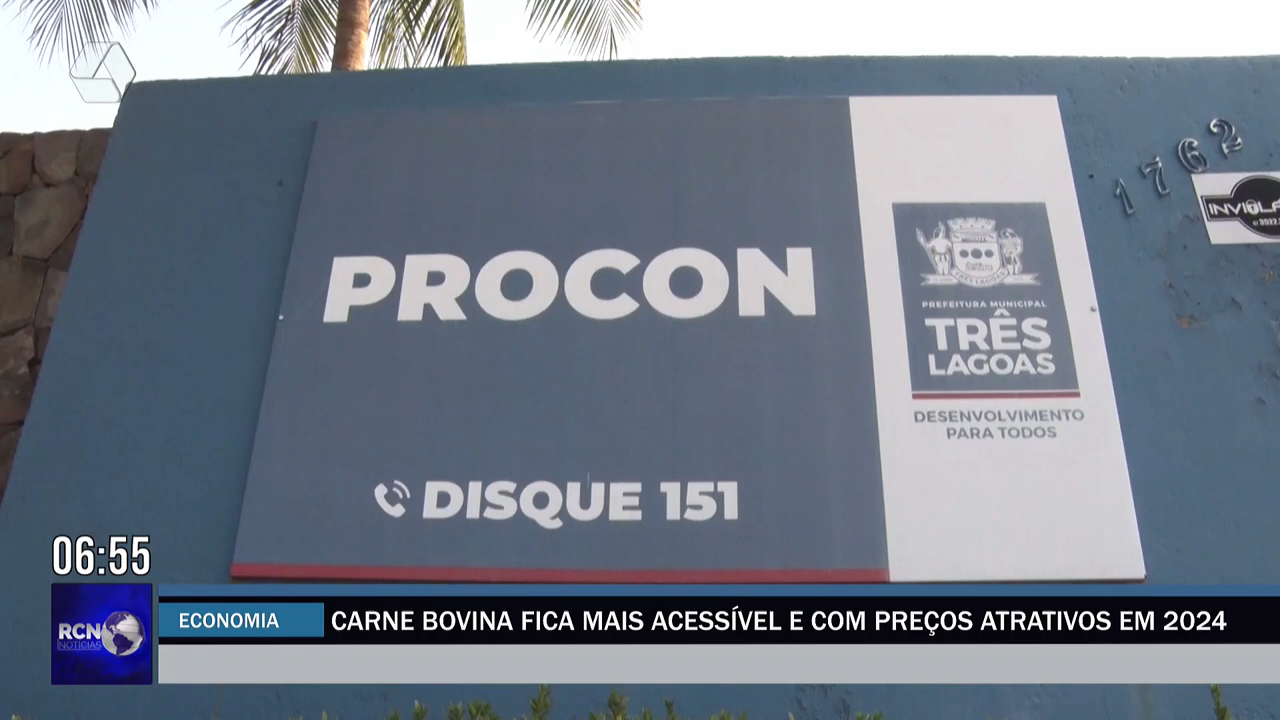 PROCON
DISQUE 151
PREFEITURA MUNICIPAL
TRÊS
LAGOAS
DESENVOLVIMENTO
PARA TODOS
1762
06:55
RCN
NOTÍCIAS
ECONOMIA
CARNE BOVINA FICA MAIS ACESSÍVEL E COM PREÇOS ATRATIVOS EM 2024